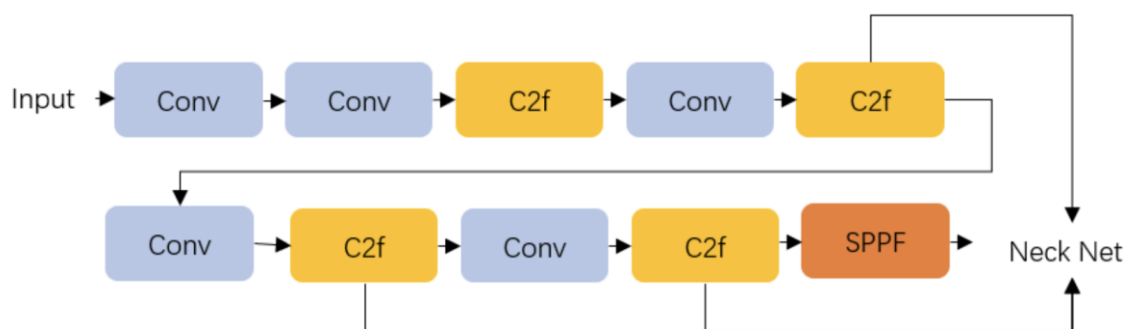 Input Conv Conv C2f Conv C2f
Conv C2f Conv C2f SPPF Neck Net